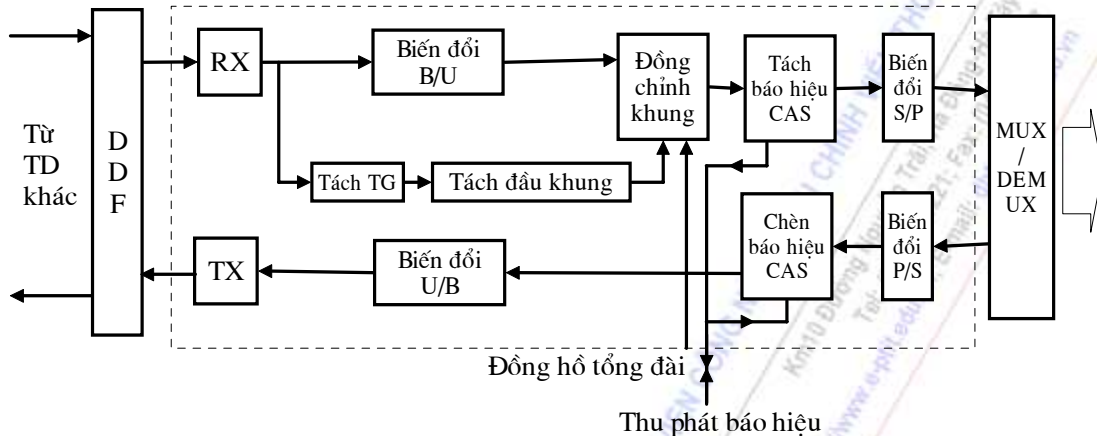 Từ
TD
khác
D
D
F
RX
Biến đổi
B/U
Đồng
chỉnh
khung
Tách
báo hiệu
CAS
Biến
đổi
S/P
MUX
/
DEM
UX
Tách TG
Tách đầu khung
TX
Biến đổi
U/B
Chèn
báo hiệu
CAS
Biến
đổi
P/S
Đồng hồ tổng đài
Thu phát báo hiệu